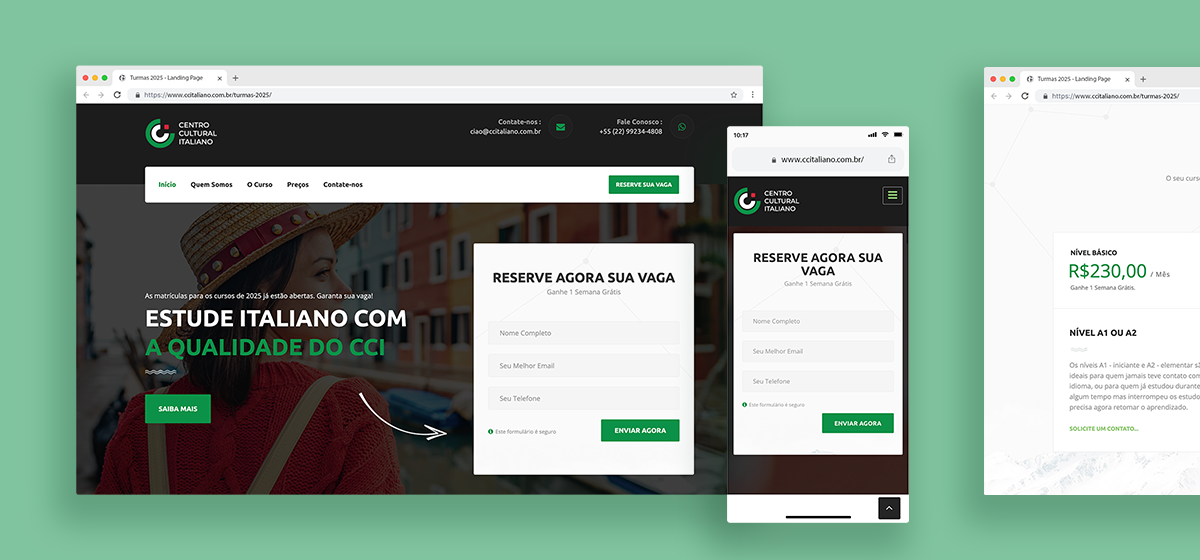 Turmas 2025 - Landing Page
https://www.ccitaliano.com.br/turmas-2025/
CENTRO
CULTURAL
ITALIANO
Contate-nos :
ciao@ccitaliano.com.br
Fale Conosco :
+55 (22) 99234-4808
Início
Quem Somos
O Curso
Preços
Contate-nos
RESERVE SUA VAGA
As matrículas para os cursos de 2025 já estão abertas. Garanta sua vaga!
ESTUDE ITALIANO COM
A QUALIDADE DO CCI
SAIBA MAIS
RESERVE AGORA SUA VAGA
Ganhe 1 Semana Grátis
Nome Completo
Seu Melhor Email
Seu Telefone
Este formulário é seguro
ENVIAR AGORA
10:17
www.ccitaliano.com.br/
CENTRO
CULTURAL
ITALIANO
RESERVE AGORA SUA
VAGA
Ganhe 1 Semana Grátis
Nome Completo
Seu Melhor Email
Seu Telefone
Este formulário é seguro
ENVIAR AGORA
Turmas 2025 - Landing Page
https://www.ccitaliano.com.br/turmas-2025/
O seu curs
NÍVEL BÁSICO
R$230,00 / Mês
Ganhe 1 Semana Grátis.
NÍVEL A1 OU A2
Os níveis A1 - iniciante e A2 - elementar s
ideais para quem jamais teve contato com
idioma, ou para quem já estudou durante
algum tempo mas interrompeu os estudo
precisa agora retomar o aprendizado.
SOLICITE UM CONTATO...